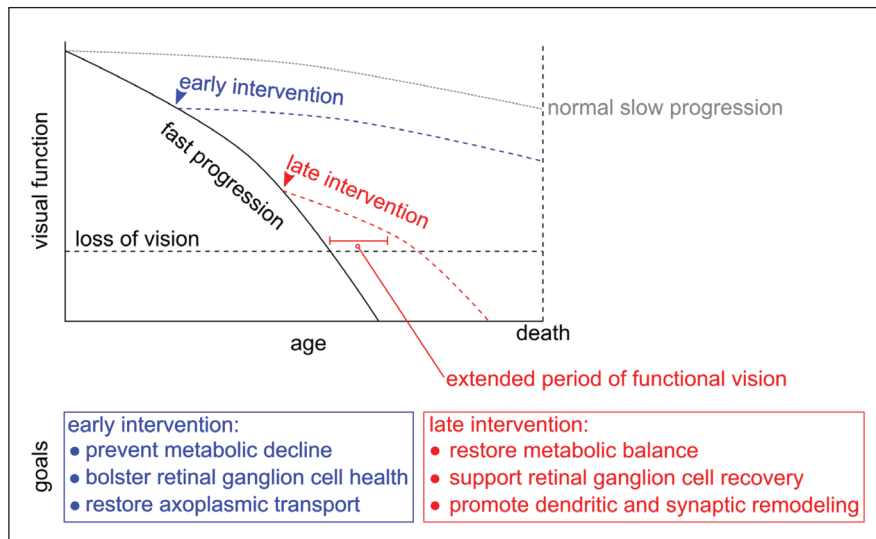 visual function
early intervention
normal slow progression
fast progression
late intervention
loss of vision
age
death
extended period of functional vision
goals
early intervention:
● prevent metabolic decline
● bolster retinal ganglion cell health
● restore axoplasmic transport
late intervention:
● restore metabolic balance
● support retinal ganglion cell recovery
● promote dendritic and synaptic remodeling